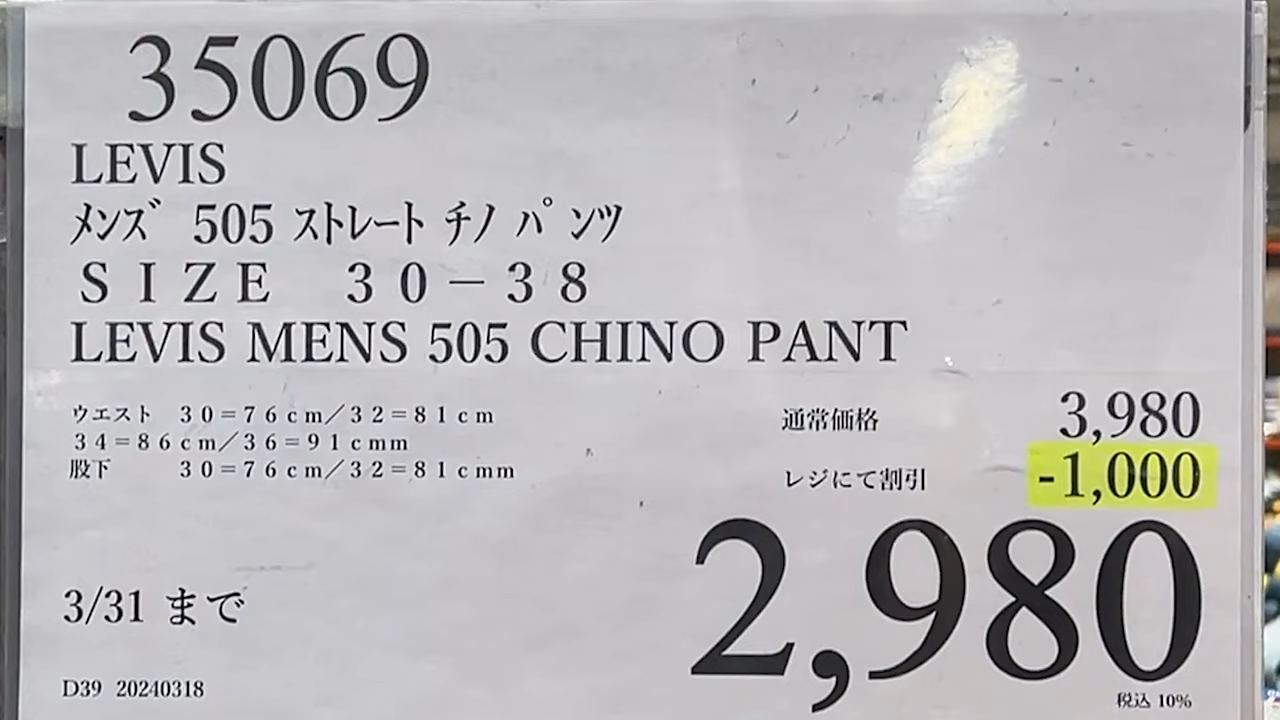 35069
LEVIS
ﾒﾝｽﾞ 505 ｽﾄﾚｰﾄ ﾁﾉ ﾊﾟﾝﾂ
ＳＩＺＥ　３０－３８
LEVIS MENS 505 CHINO PANT
ウエスト　３０＝７６ｃｍ／３２＝８１ｃｍ
３４＝８６ｃｍ／３６＝９１ｃｍm
股下　３０＝７６ｃｍ／３２＝８１ｃｍm
通常価格 3,980
レジにて割引 -1,000
2,980
3/31 まで
D39 20240318
税込 10%